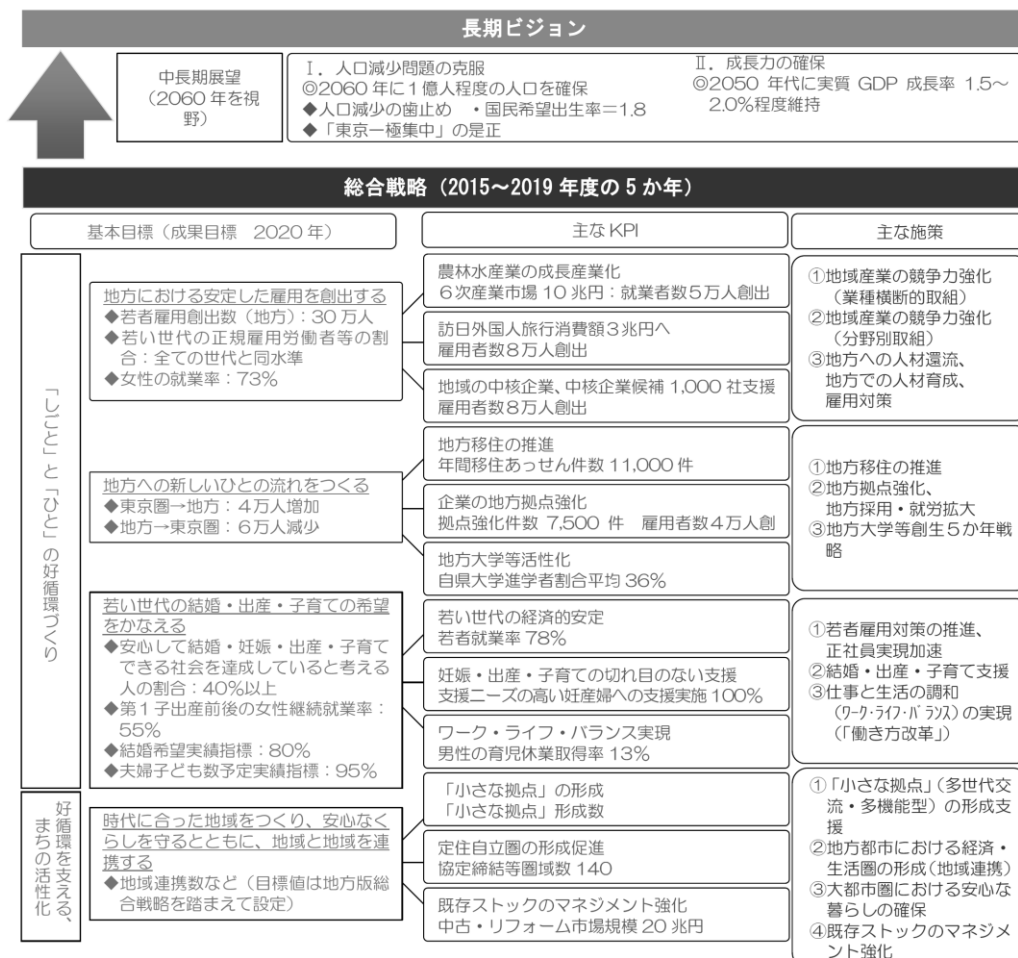 長期ビジョン
中長期展望
(2060 年を視
野)
Ⅰ．人口減少問題の克服
◎2060 年に1億人程度の人口を確保
◆人口減少の歯止め　・国民希望出生率＝1.8
◆「東京一極集中」の是正
Ⅱ．成長力の確保
◎2050 年代に実質 GDP 成長率 1.5～
2.0%程度維持
総合戦略（2015～2019 年度の 5 か年）
基本目標（成果目標　2020 年）
主な KPI
主な施策
「しごと」と「ひと」の好循環づくり
地方における安定した雇用を創出する
◆若者雇用創出数（地方）：30 万人
◆若い世代の正規雇用労働者等の割
合：全ての世代と同水準
◆女性の就業率：73%
農林水産業の成長産業化
６次産業市場 10 兆円：就業者数５万人創出
訪日外国人旅行消費額３兆円へ
雇用者数８万人創出
地域の中核企業、中核企業候補 1,000 社支援
雇用者数８万人創出
①地域産業の競争力強化
（業種横断的取組）
②地域産業の競争力強化
（分野別取組）
③地方への人材還流、
地方での人材育成、
雇用対策
地方への新しいひとの流れをつくる
◆東京圏→地方：４万人増加
◆地方→東京圏：６万人減少
地方移住の推進
年間移住あっせん件数 11,000 件
企業の地方拠点強化
拠点強化件数 7,500 件　雇用者数４万人創
地方大学等活性化
自県大学進学者割合平均 36%
①地方移住の推進
②地方拠点強化、
地方採用・就労拡大
③地方大学等創生５か年戦
略
若い世代の結婚・出産・子育ての希望
をかなえる
◆安心して結婚・妊娠・出産・子育て
できる社会を達成していると考える
人の割合：40%以上
◆第１子出産前後の女性継続就業率：
55%
◆結婚希望実績指標：80%
◆夫婦子ども数予定実績指標：95%
若い世代の経済的安定
若者就業率 78%
妊娠・出産・子育ての切れ目のない支援
支援ニーズの高い妊産婦への支援実施 100%
ワーク・ライフ・バランス実現
男性の育児休業取得率 13%
①若者雇用対策の推進、
正社員実現加速
②結婚・出産・子育て支援
③仕事と生活の調和
（ﾜｰｸ･ﾗｲﾌ･ﾊﾞﾗﾝｽ）の実現
（「働き方改革」）
好循環を支える、
まちの活性化
時代に合った地域をつくり、安心なく
らしを守るとともに、地域と地域を連
携する
◆地域連携数など（目標値は地方版総
合戦略を踏まえて設定）
「小さな拠点」の形成
「小さな拠点」形成数
定住自立圏の形成促進
協定締結等圏域数 140
既存ストックのマネジメント強化
中古・リフォーム市場規模 20 兆円
①「小さな拠点」（多世代交
流・多機能型）の形成支
援
②地方都市における経済・
生活圏の形成（地域連携）
③大都市圏における安心な
暮らしの確保
④既存ストックのマネジメ
ント強化